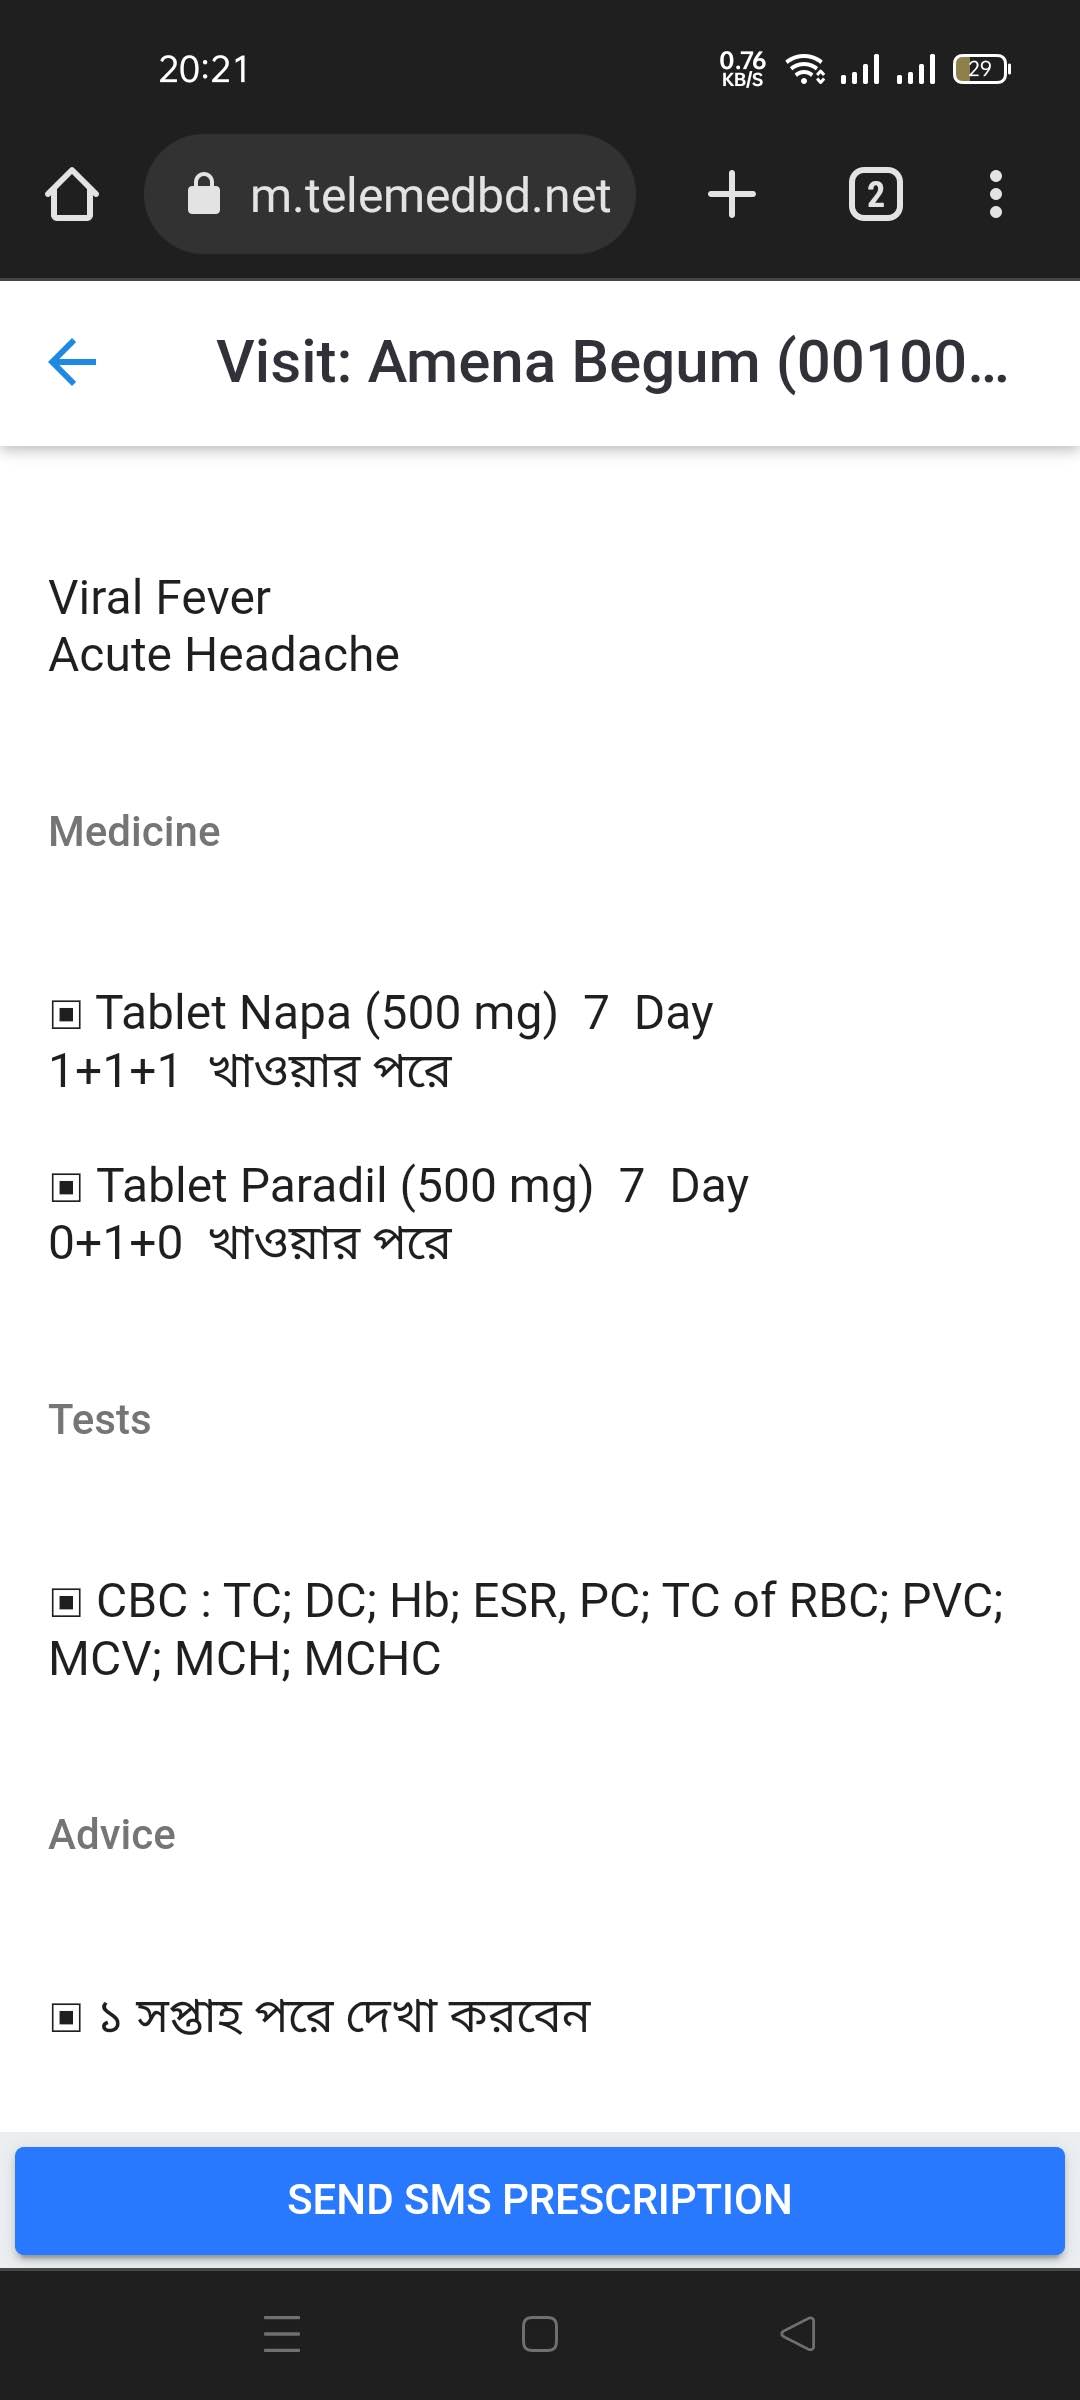 20:21
0.76
KB/S
29
m.telemedbd.net
2
Visit: Amena Begum (00100...
Viral Fever
Acute Headache
Medicine
▣ Tablet Napa (500 mg)  7  Day
1+1+1  খাওয়ার পরে
▣ Tablet Paradil (500 mg)  7  Day
0+1+0  খাওয়ার পরে
Tests
▣ CBC : TC; DC; Hb; ESR, PC; TC of RBC; PVC;
MCV; MCH; MCHC
Advice
▣ ১ সপ্তাহ পরে দেখা করবেন
SEND SMS PRESCRIPTION